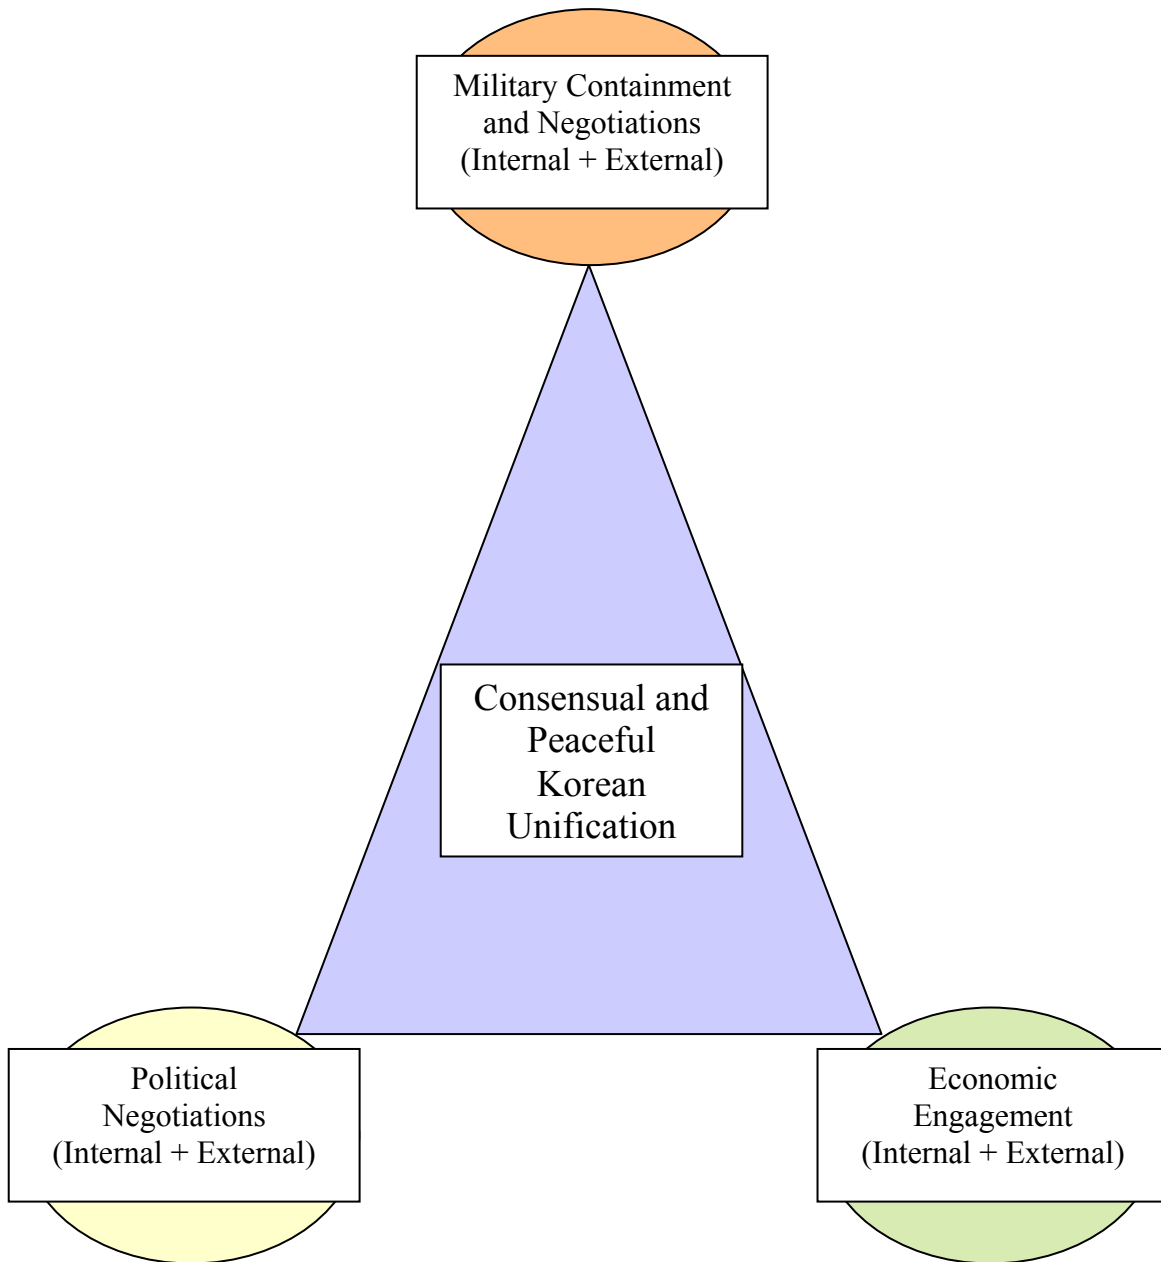 Military Containment
and Negotiations
(Internal + External)
Consensual and
Peaceful
Korean
Unification
Political
Negotiations
(Internal + External)
Economic
Engagement
(Internal + External)